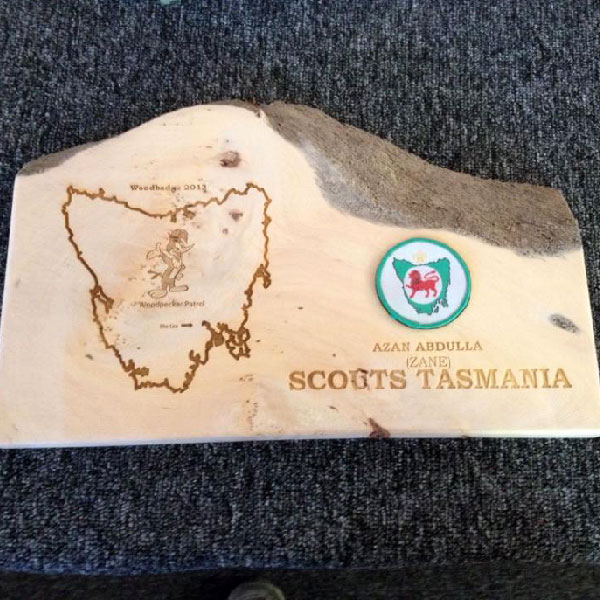 Woodbadge 2013
Woodpecker Patrol
AZAN ABDULLA
(ZANE)
SCOUTS TASMANIA